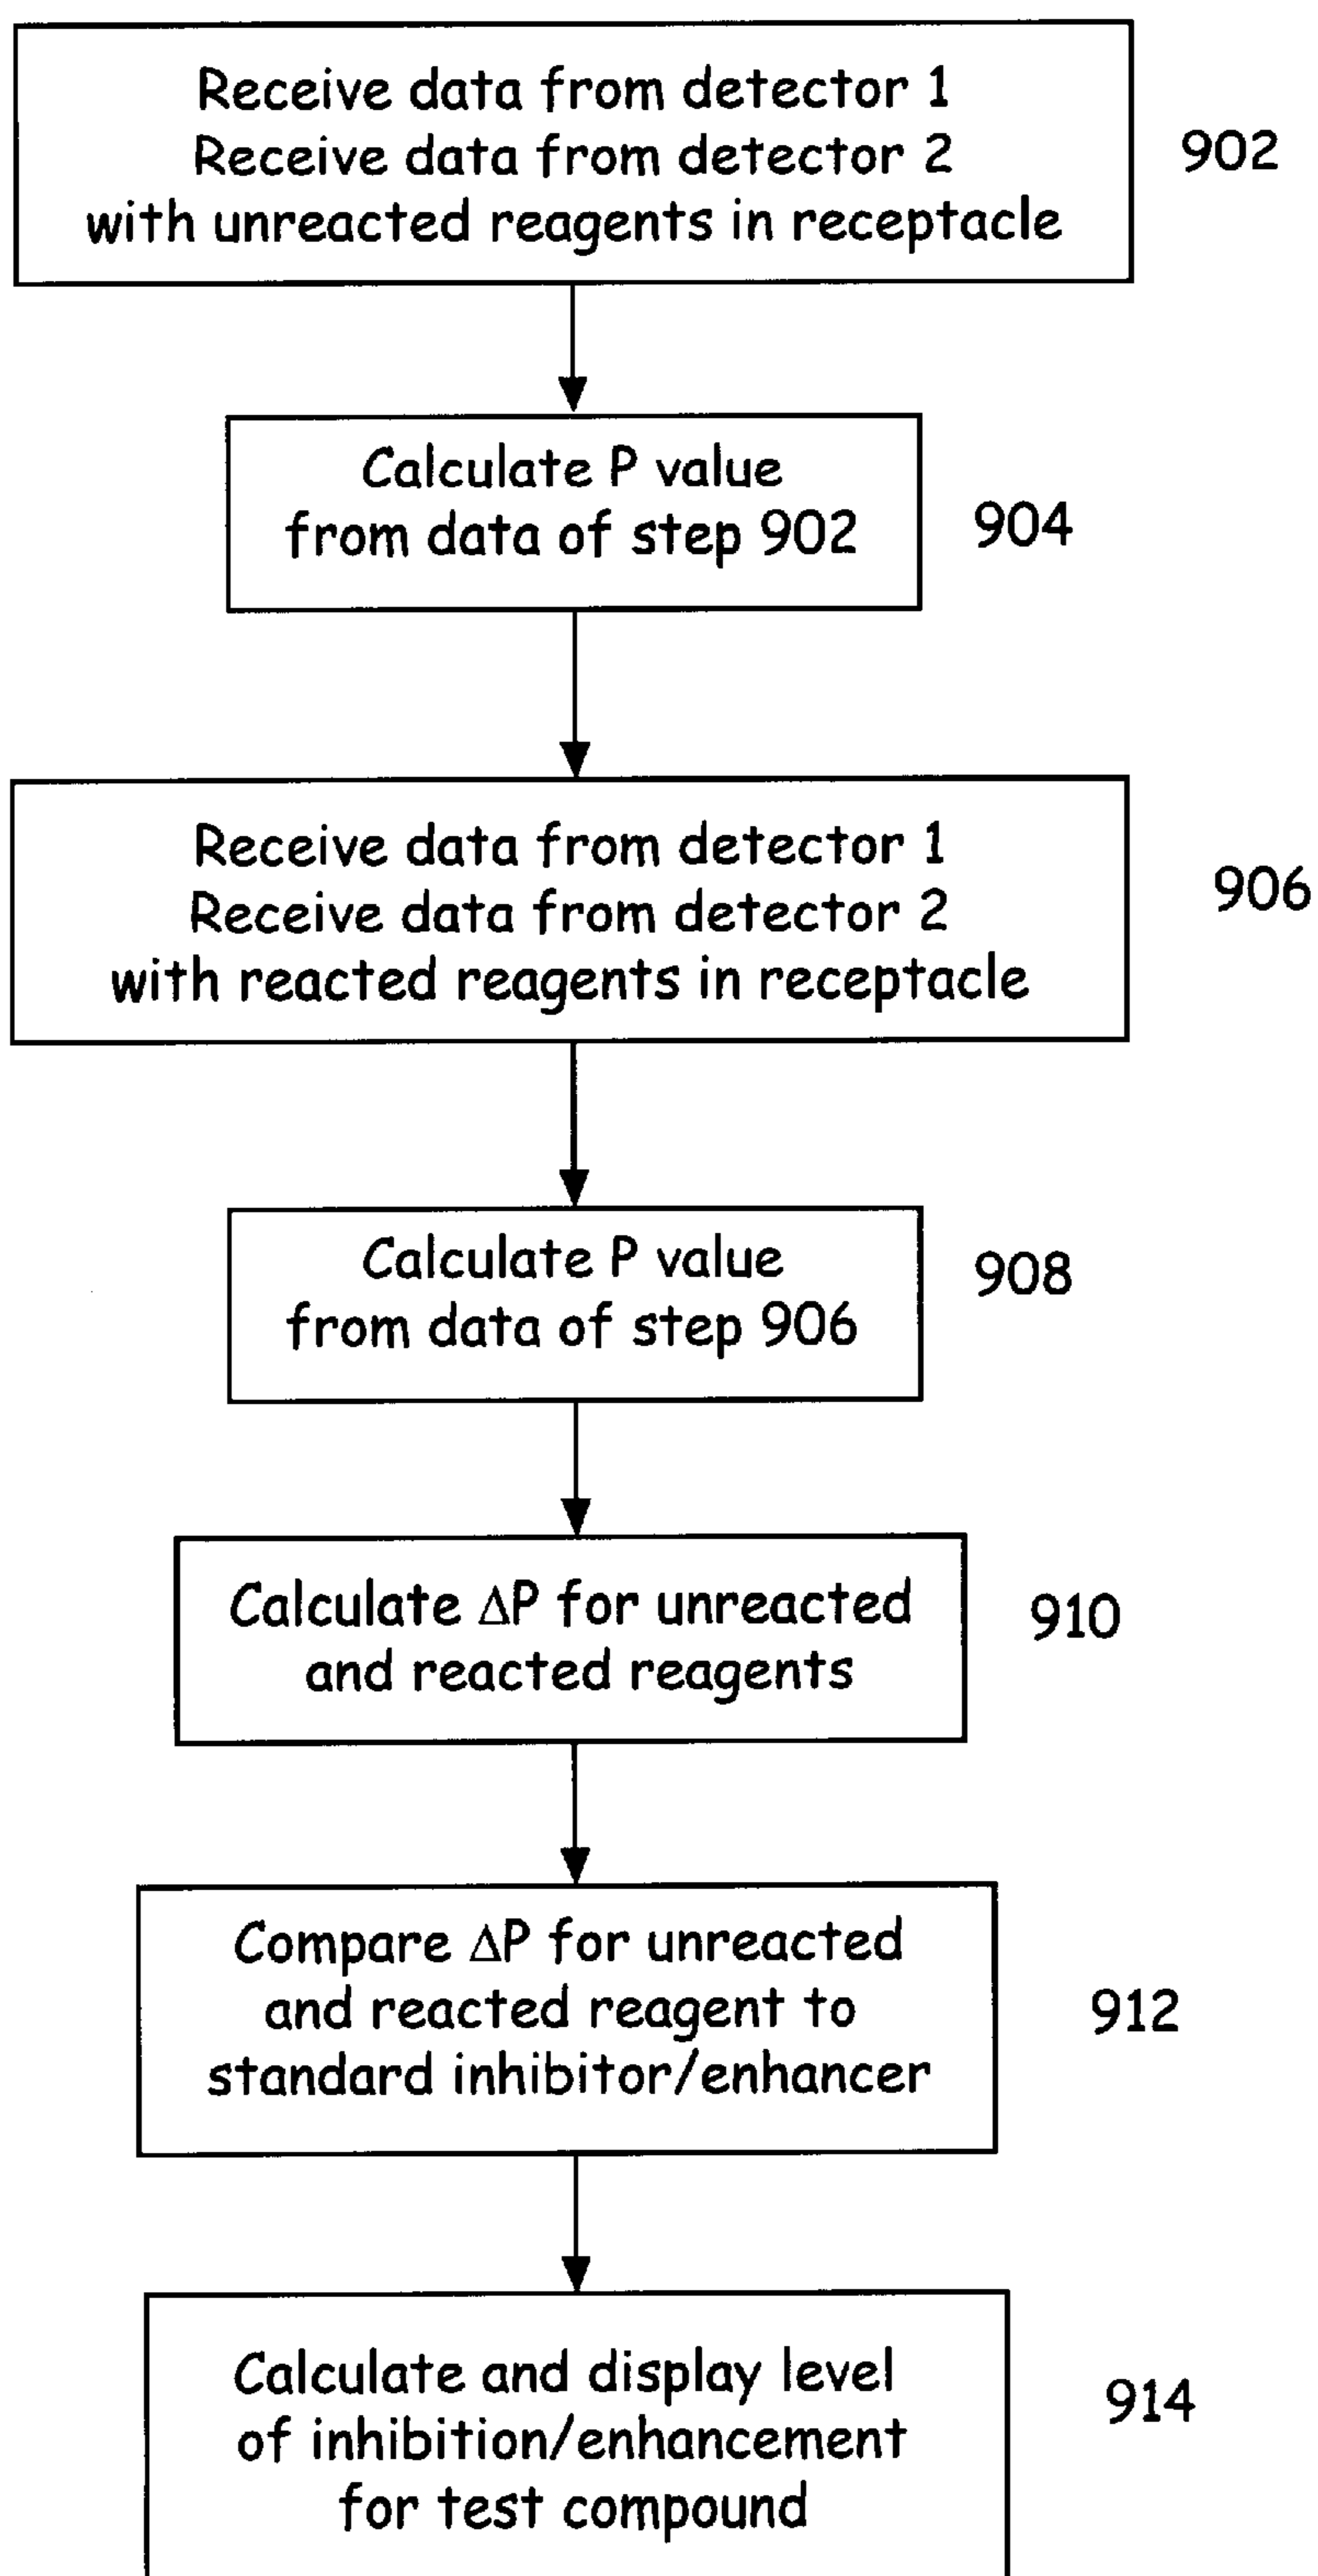 Receive data from detector 1
Receive data from detector 2
with unreacted reagents in receptacle
902
Calculate P value
from data of step 902
904
Receive data from detector 1
Receive data from detector 2
with reacted reagents in receptacle
906
Calculate P value
from data of step 906
908
Calculate ΔP for unreacted
and reacted reagents
910
Compare ΔP for unreacted
and reacted reagent to
standard inhibitor/enhancer
912
Calculate and display level
of inhibition/enhancement
for test compound
914